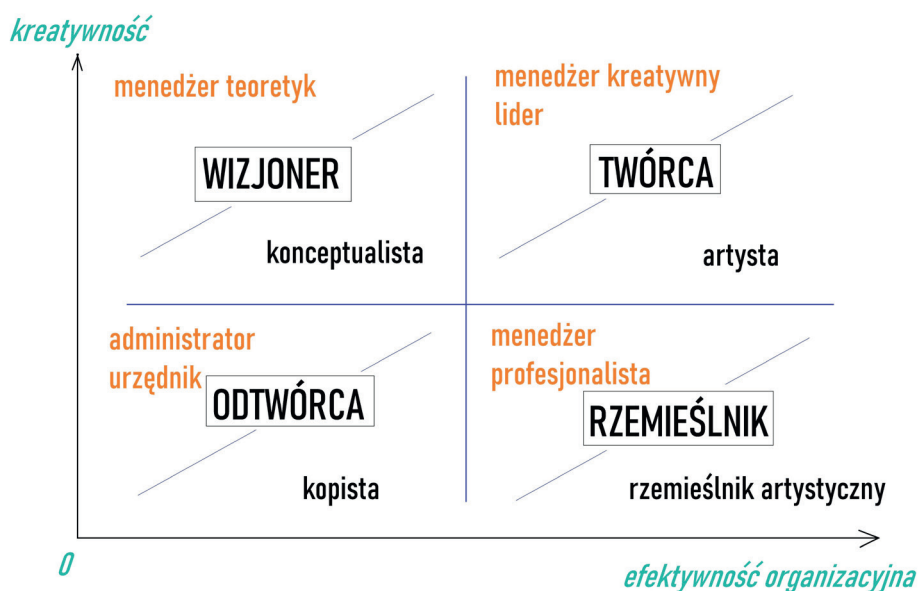 kreatywność
menedżer teoretyk
WIZJONER
konceptualista
menedżer kreatywny
lider
TWÓRCA
artysta
administrator
urzędnik
ODTWÓRCA
kopista
menedżer
profesjonalista
RZEMIEŚLNIK
rzemieślnik artystyczny
0
efektywność organizacyjna